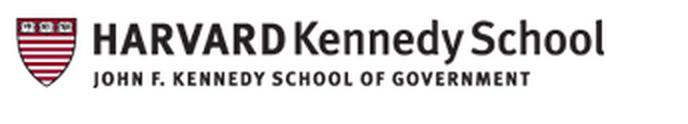 HARVARD Kennedy School
JOHN F. KENNEDY SCHOOL OF GOVERNMENT